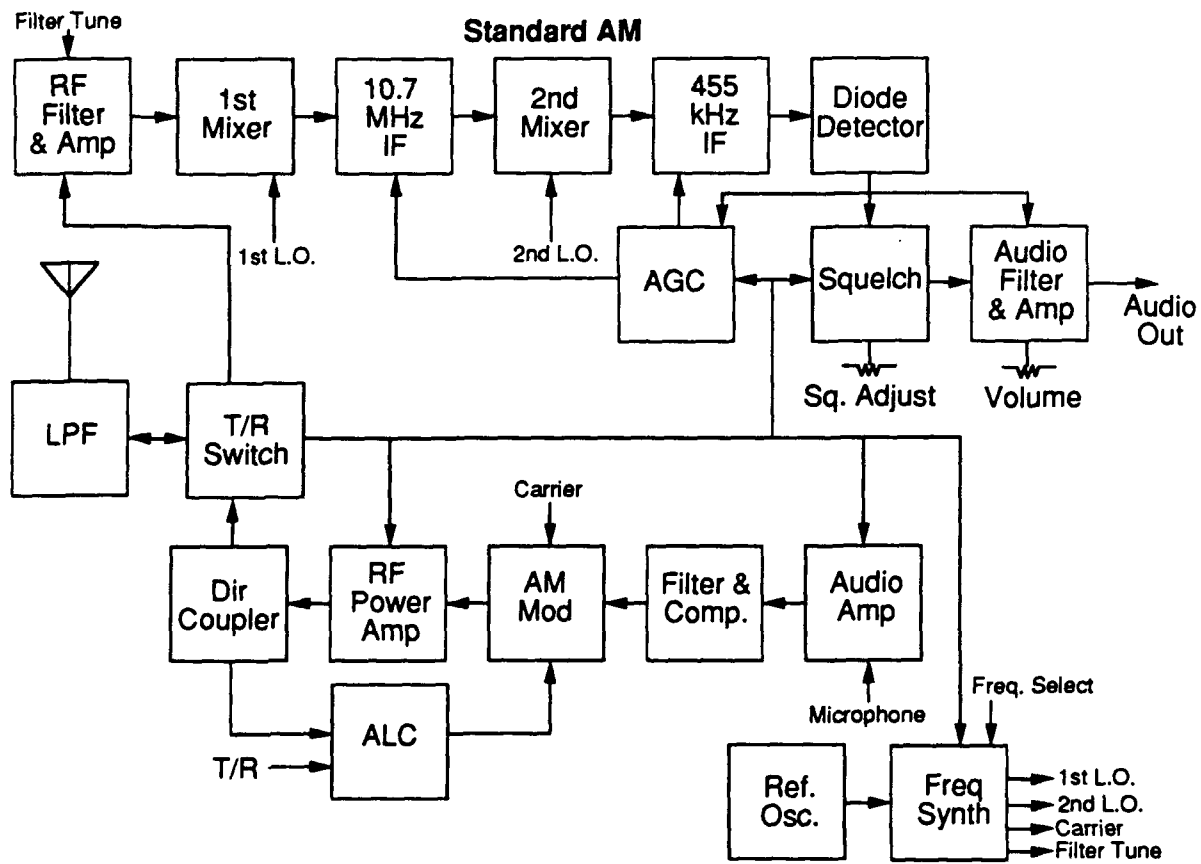 Filter Tune
Standard AM
RF
Filter
& Amp
1st
Mixer
10.7
MHz
IF
2nd
Mixer
455
kHz
IF
Diode
Detector
1st L.O.
2nd L.O.
AGC
Squelch
Audio
Filter
& Amp
Audio
Out
Sq. Adjust
Volume
LPF
T/R
Switch
Carrier
Dir
Coupler
RF
Power
Amp
AM
Mod
Filter &
Comp.
Audio
Amp
ALC
T/R
Microphone
Freq. Select
Ref.
Osc.
Freq
Synth
1st L.O.
2nd L.O.
Carrier
Filter Tune